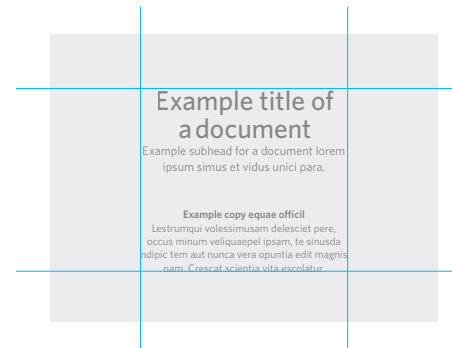 Example title of
a document
Example subhead for a document lorem
ipsum simus et vidus unici para.
Example copy equae officil
Lestrumqui volessimusam delesciet pere,
occus minum veliquaepel ipsam, te sinusda
ndipic tem aut nunca vera opuntia edit magnis
nam. Crescat scientia vita escolatur.